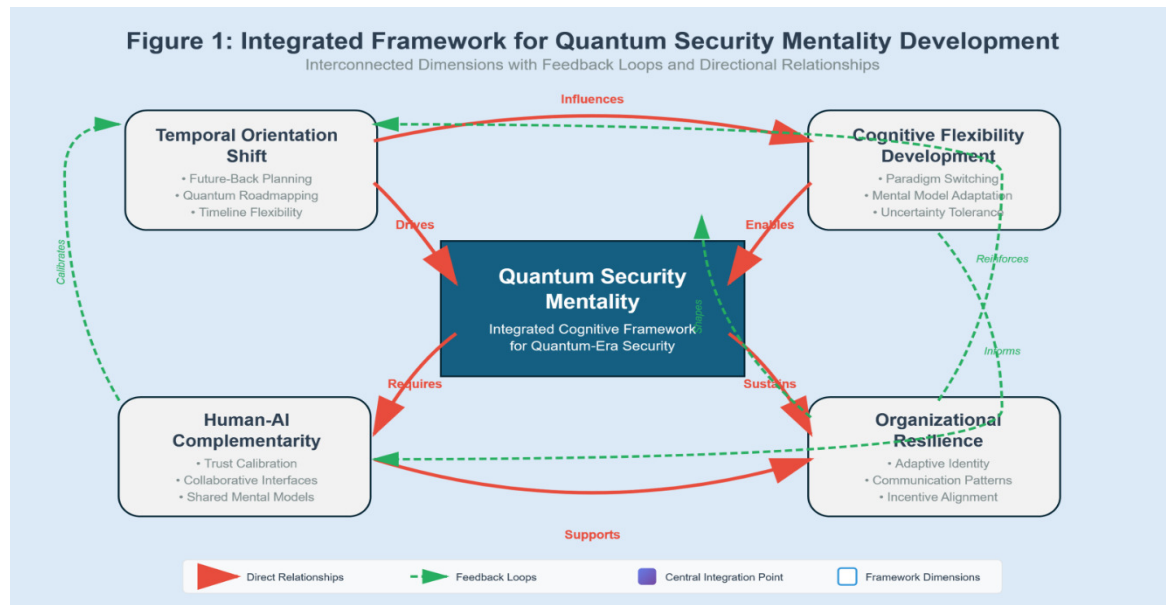 Figure 1: Integrated Framework for Quantum Security Mentality Development
Interconnected Dimensions with Feedback Loops and Directional Relationships
Influences
Temporal Orientation
Shift
• Future-Back Planning
• Quantum Roadmapping
• Timeline Flexibility
Cognitive Flexibility
Development
• Paradigm Switching
• Mental Model Adaptation
• Uncertainty Tolerance
Drives
Enables
Calibrates
Reinforces
Quantum Security
Mentality
Integrated Cognitive Framework
for Quantum-Era Security
Shapes
Informs
Requires
Sustains
Human-AI
Complementarity
• Trust Calibration
• Collaborative Interfaces
• Shared Mental Models
Organizational
Resilience
• Adaptive Identity
• Communication Patterns
• Incentive Alignment
Supports
Direct Relationships
Feedback Loops
Central Integration Point
Framework Dimensions